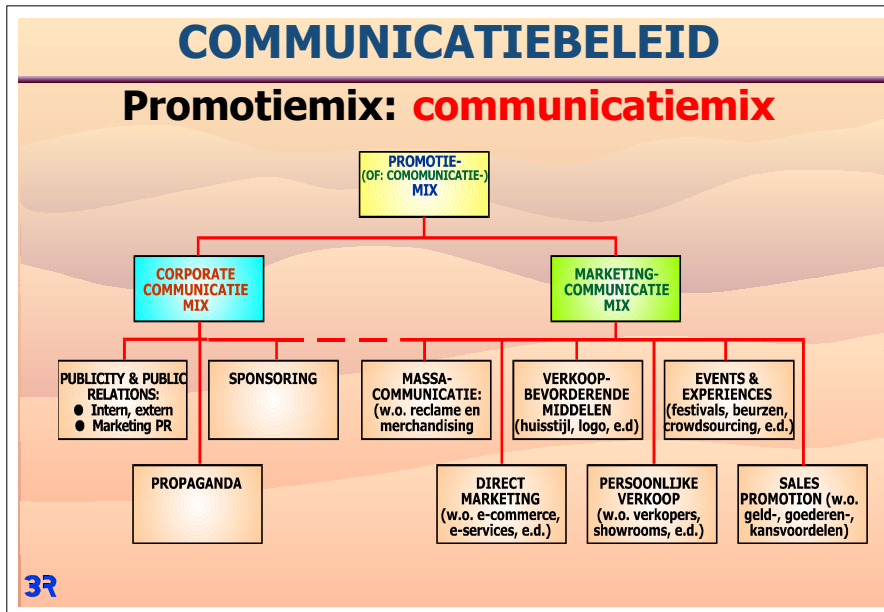 COMMUNICATIEBELEID
Promotiemix: communicatiemix
PROMOTIE-
(OF: COMOMUNICATIE-)
MIX
CORPORATE
COMMUNICATIE
MIX
MARKETING-
COMMUNICATIE
MIX
PUBLICITY & PUBLIC
RELATIONS:
● Intern, extern
● Marketing PR
SPONSORING
MASSA-
COMMUNICATIE:
(w.o. reclame en
merchandising
VERKOOP-
BEVORDERENDE
MIDDELEN
(huisstijl, logo, e.d)
EVENTS &
EXPERIENCES
(festivals, beurzen,
crowdsourcing, e.d.)
PROPAGANDA
DIRECT
MARKETING
(w.o. e-commerce,
e-services, e.d.)
PERSOONLIJKE
VERKOOP
(w.o. verkopers,
showrooms, e.d.)
SALES
PROMOTION (w.o.
geld-, goederen-,
kansvoordelen)
3R